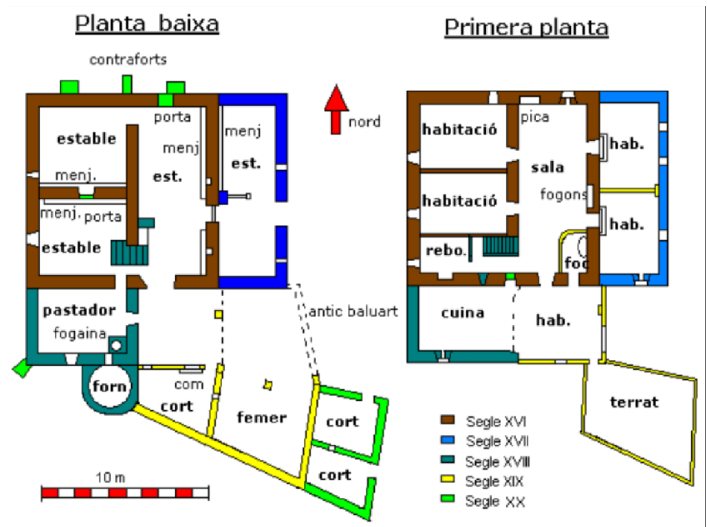 Planta baixa
contraforts
estable
menj.
porta
menj
est.
menj
est.
nord
menj.
porta
estable
pastador
fogaina
forn
com
cort
femer
antic baluart
cort
cort
10 m
Primera planta
habitació
pica
sala
hab.
habitació
fogons
hab.
rebo.
foc
cuina
hab.
terrat
Segle XVI
Segle XVII
Segle XVIII
Segle XIX
Segle XX